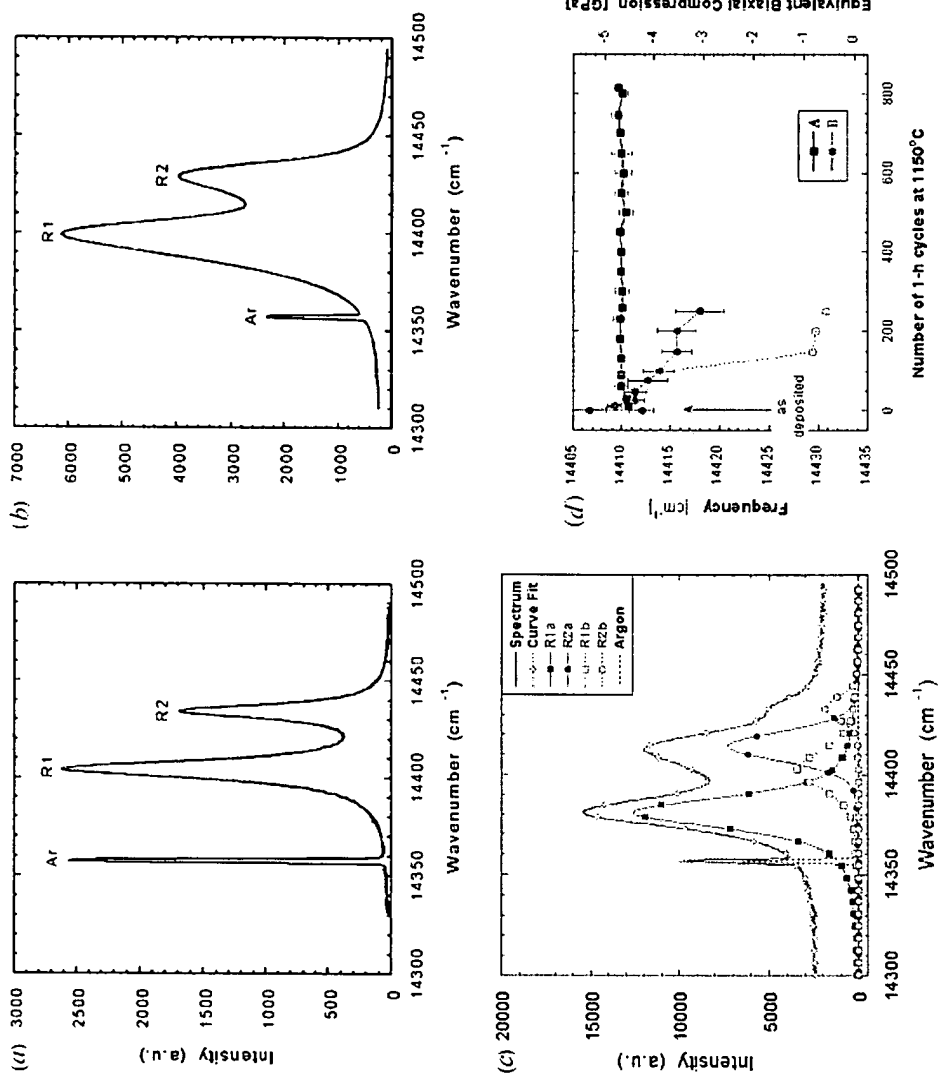 (a)
3000
2500
2000
1500
1000
500
0
Intensity (a.u.)
Ar
R1
R2
14300
14350
14400
14450
14500
Wavenumber (cm -1)
(b)
7000
6000
5000
4000
3000
2000
1000
0
Ar
R1
R2
14300
14350
14400
14450
14500
Wavenumber (cm -1)
(c)
20000
15000
10000
5000
0
Intensity (a.u.)
Spectrum
Curve Fit
R1a
R2a
R1b
R2b
Argon
14300
14350
14400
14450
14500
Wavenumber (cm -1)
(d)
14405
14410
14415
14420
14425
14430
14435
Frequency [cm-1]
deposited
A
B
0
200
400
600
800
Number of 1-h cycles at 1150°C
-5
-4
-3
-2
-1
0
Equivalent Biaxial Compression [GPa]